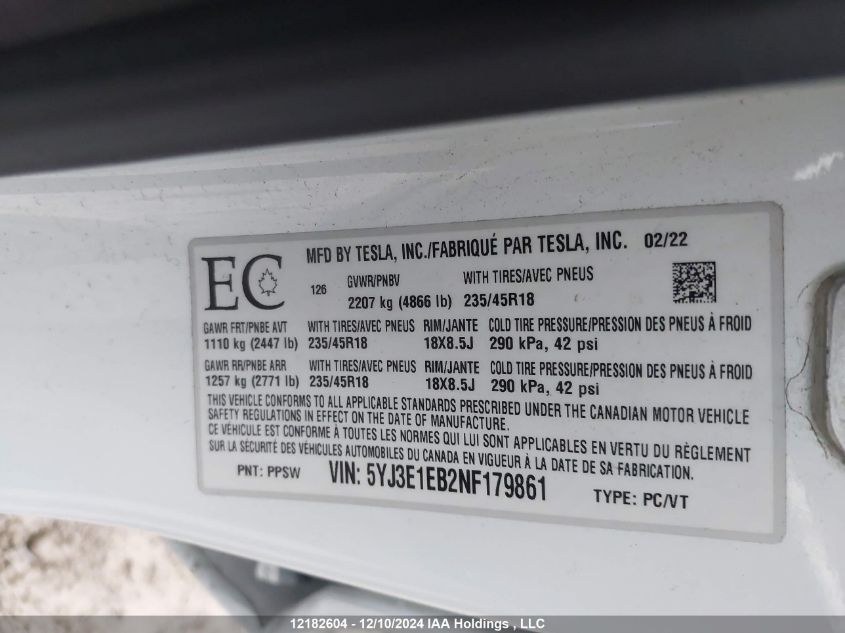 EC
MFD BY TESLA, INC./FABRIQUÉ PAR TESLA, INC. 02/22
126 GVWR/PNBV WITH TIRES/AVEC PNEUS
2207 kg (4866 lb) 235/45R18
GAWR FRT/PNBE AVT WITH TIRES/AVEC PNEUS RIM/JANTE COLD TIRE PRESSURE/PRESSION DES PNEUS À FROID
1110 kg (2447 lb) 235/45R18 18X8.5J 290 kPa, 42 psi
GAWR RR/PNBE ARR WITH TIRES/AVEC PNEUS RIM/JANTE COLD TIRE PRESSURE/PRESSION DES PNEUS À FROID
1257 kg (2771 lb) 235/45R18 18X8.5J 290 kPa, 42 psi
THIS VEHICLE CONFORMS TO ALL APPLICABLE STANDARDS PRESCRIBED UNDER THE CANADIAN MOTOR VEHICLE
SAFETY REGULATIONS IN EFFECT ON THE DATE OF MANUFACTURE.
CE VÉHICULE EST CONFORME À TOUTES LES NORMES QUI LUI SONT APPLICABLES EN VERTU DU RÈGLEMENT
SUR LA SÉCURITÉ DES VÉHICULES AUTOMOBILES DU CANADA EN VIGUEUR À LA DATE DE SA FABRICATION.
PNT: PPSW VIN: 5YJ3E1EB2NF179861 TYPE: PC/VT
12182604 - 12/10/2024 IAA Holdings , LLC